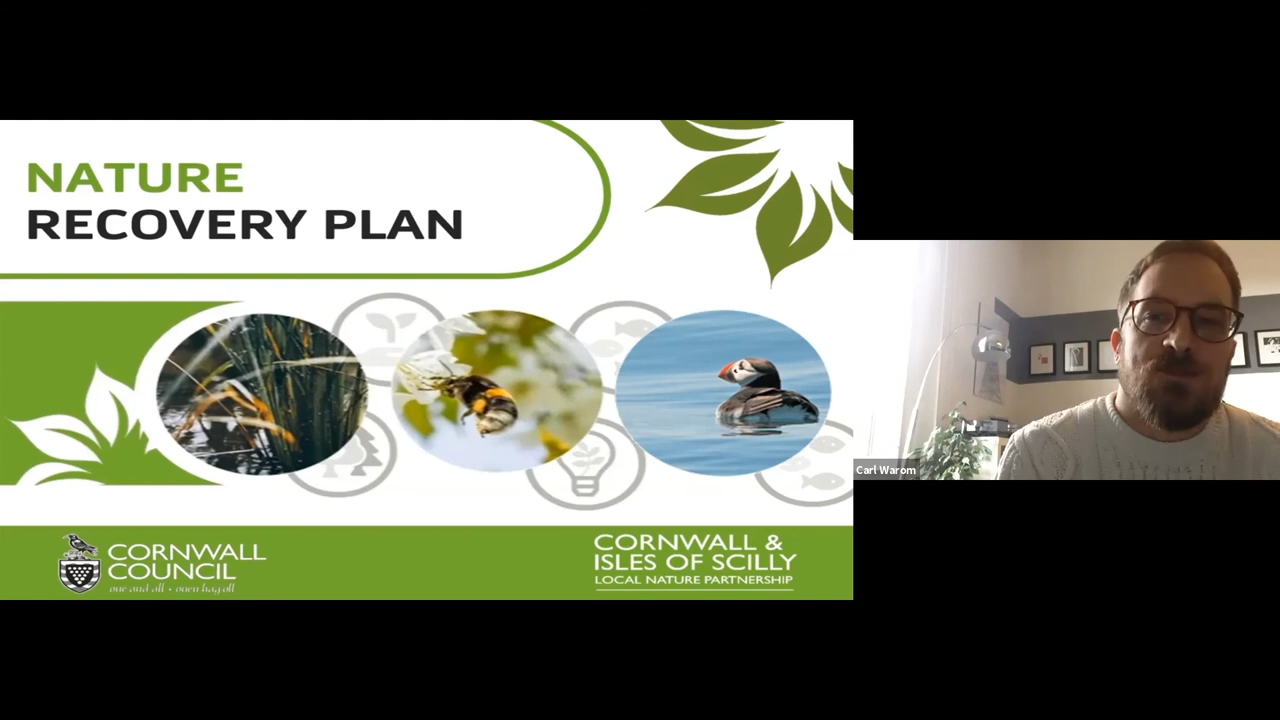 NATURE
RECOVERY PLAN
CORNWALL
COUNCIL
one and all • onen hag oll
CORNWALL &
ISLES OF SCILLY
LOCAL NATURE PARTNERSHIP
Carl Warom